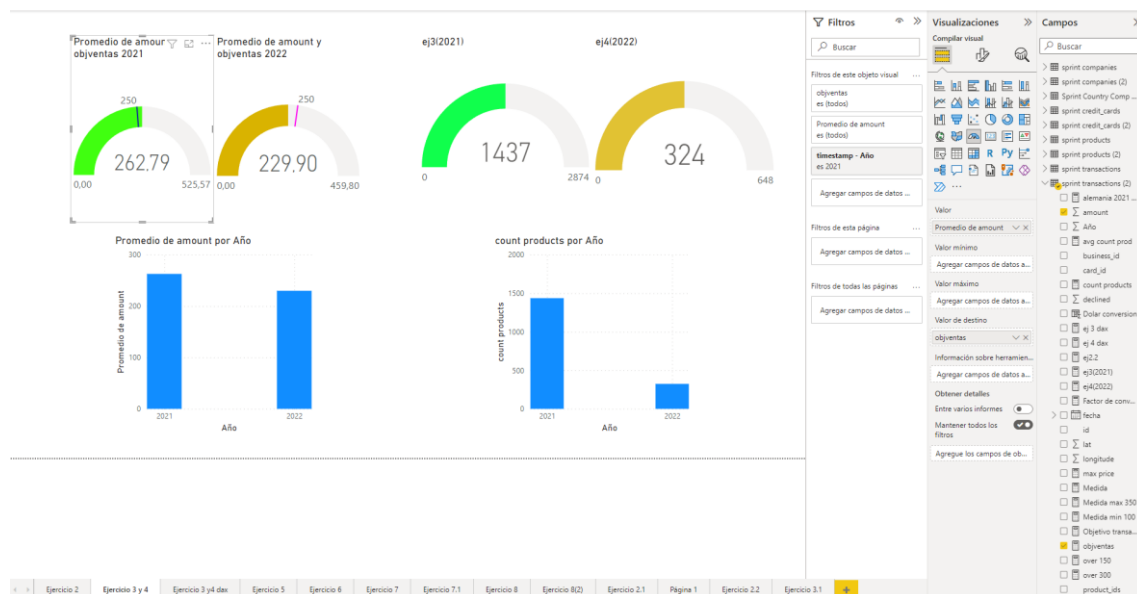 Promedio de amour
objventas 2021
250
262.79
0,00
525,57
Promedio de amount y
objventas 2022
250
229,90
0,00
459,80
ej3(2021)
1437
0
2874
ej4(2022)
324
0
648
Promedio de amount por Año
Promedio de amount
300
200
100
0
2021
2022
Año
count products por Año
count products
2000
1500
1000
500
0
2021
2022
Año
Filtros
Buscar
Filtros de este objeto visual
objventas
es (todos)
Promedio de amount
es (todos)
timestamp - Año
es 2021
Agregar campos de datos ...
Filtros de esta página
Agregar campos de datos ...
Filtros de todas las páginas
Agregar campos de datos ...
Visualizaciones
Compilar visual
R
Py
Valor
Promedio de amount
Valor mínimo
Agregar campos de datos a...
Valor máximo
Agregar campos de datos a...
Valor de destino
objventas
Información sobre herramien...
Agregar campos de datos a...
Obtener detalles
Entre varios informes
Mantener todos los
filtros
Agregue los campos de ob...
Campos
Buscar
sprint companies
sprint companies (2)
Sprint Country Comp ...
sprint credit_cards
sprint credit_cards (2)
sprint products
sprint products (2)
sprint transactions
sprint transactions (2)
alemania 2021 ...
amount
Año
avg count prod
business_id
card_id
count products
declined
Dolar conversion
ej 3 dax
ej 4 dax
ej2.2
ej3(2021)
ej4(2022)
Factor de conv...
fecha
id
lat
longitude
max price
Medida
Medida max 350
Medida min 100
Objetivo transa...
objventas
over 150
over 300
product_ids
Ejercicio 2
Ejercicio 3 y 4
Ejercicio 3 y4 dax
Ejercicio 5
Ejercicio 6
Ejercicio 7
Ejercicio 7.1
Ejercicio 8
Ejercicio 8(2)
Ejercicio 2.1
Página 1
Ejercicio 2.2
Ejercicio 3.1